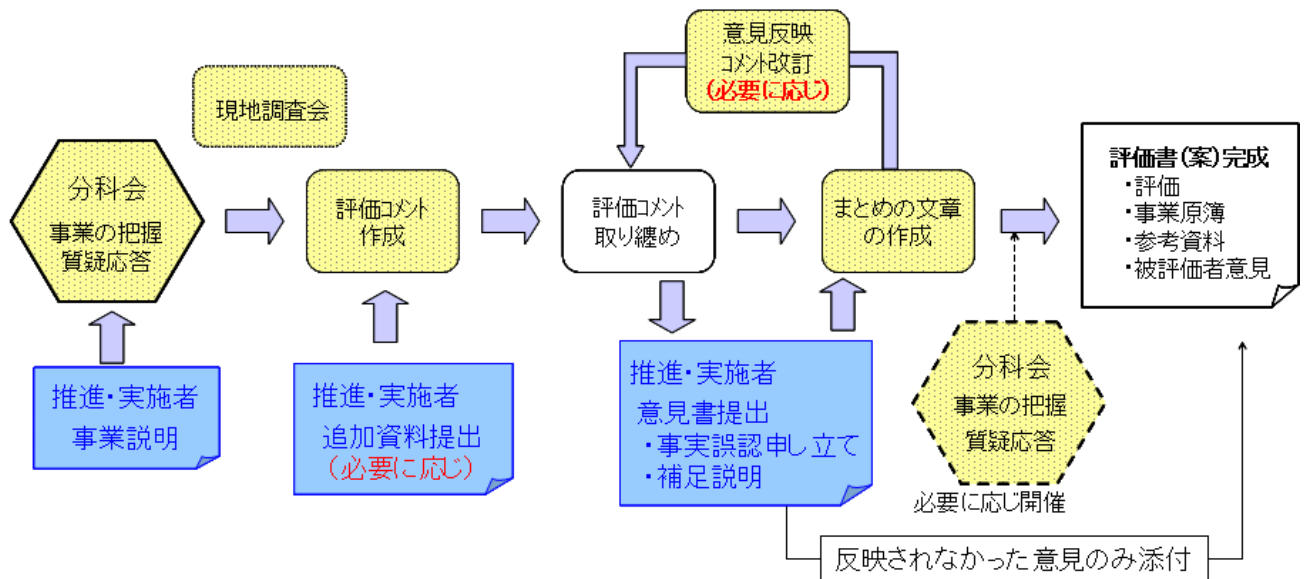 意見反映
コメント改訂
(必要に応じ)
現地調査会
分科会
事業の把握
質疑応答
評価コメント
作成
評価コメント
取り纏め
まとめの文章
の作成
評価書(案)完成
・評価
・事業原簿
・参考資料
・被評価者意見
推進・実施者
事業説明
推進・実施者
追加資料提出
(必要に応じ)
推進・実施者
意見書提出
・事実誤認申し立て
・補足説明
分科会
事業の把握
質疑応答
必要に応じ開催
反映されなかった意見のみ添付